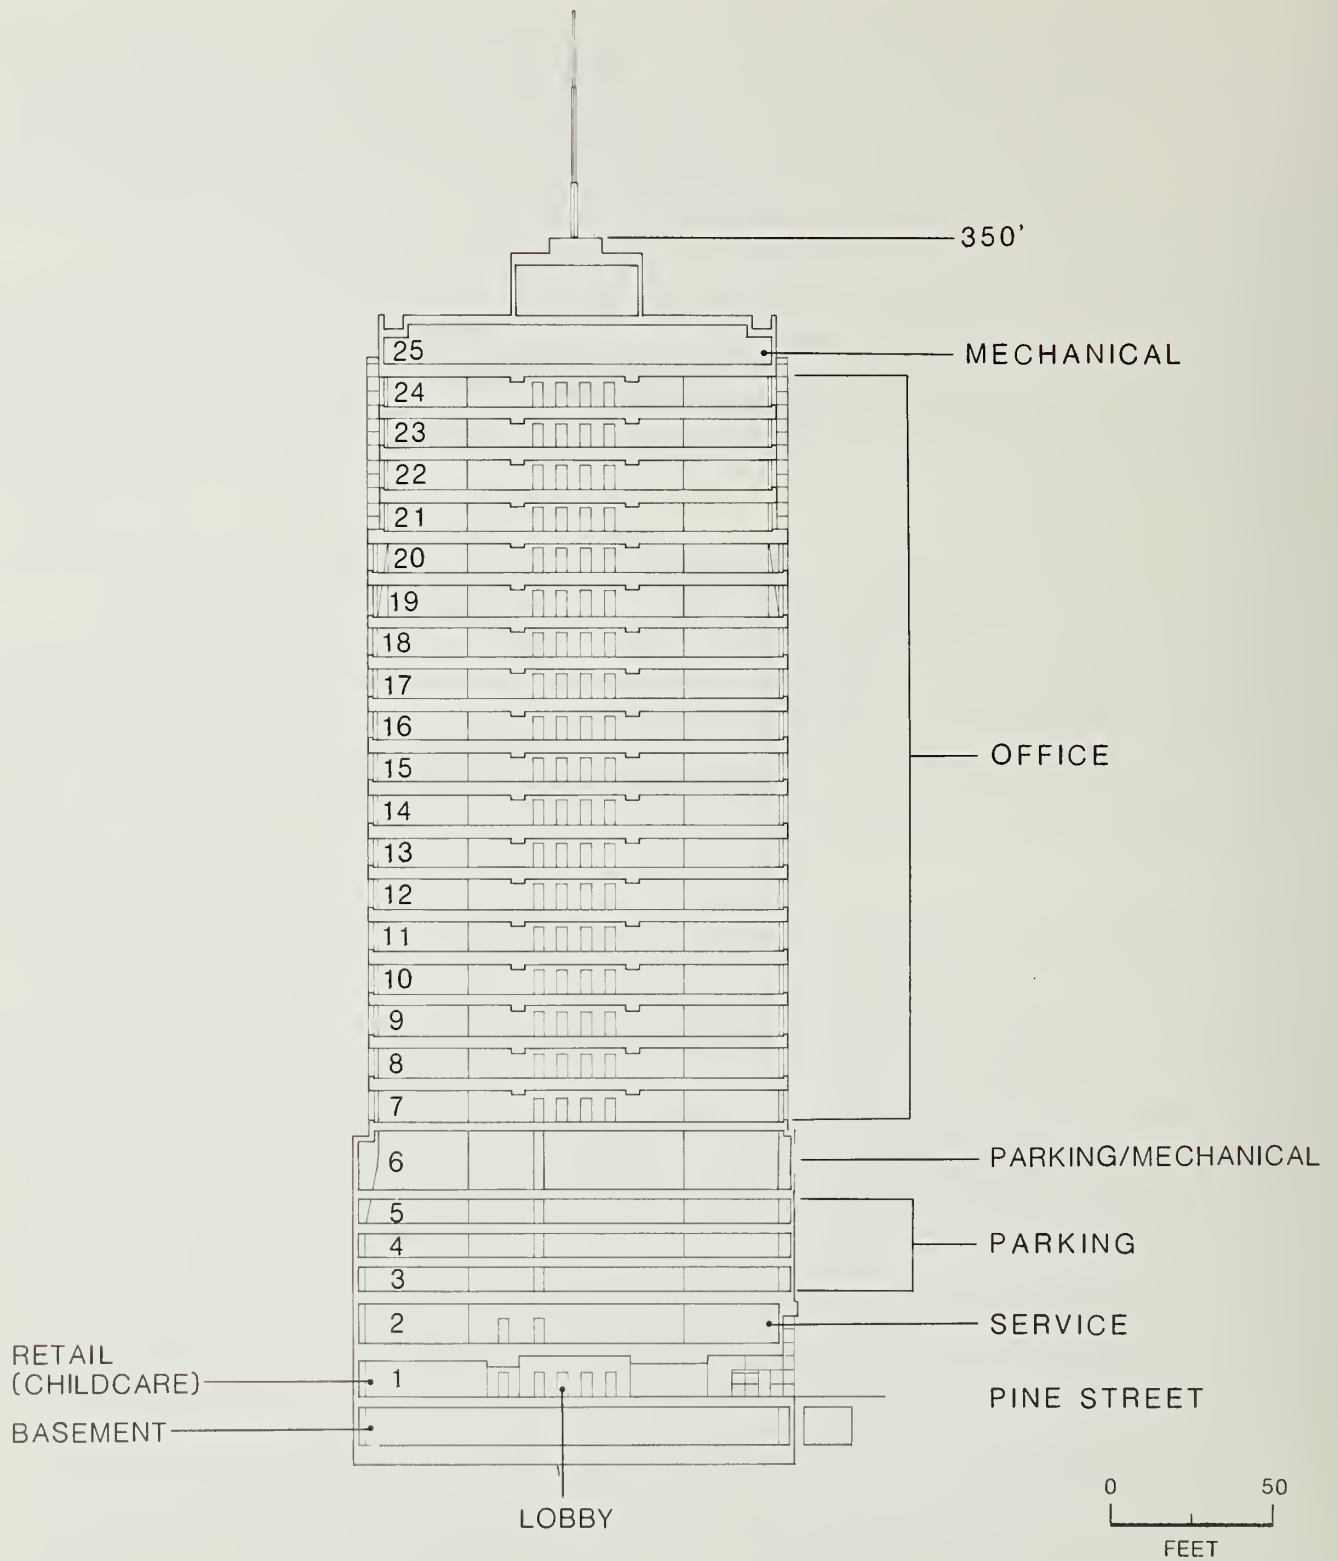 350'
25
MECHANICAL
24
23
22
21
20
19
18
17
16
15
OFFICE
14
13
12
11
10
9
8
7
6
PARKING/MECHANICAL
5
4
PARKING
3
2
SERVICE
RETAIL
(CHILDCARE)
1
PINE STREET
BASEMENT
LOBBY
0 50
FEET